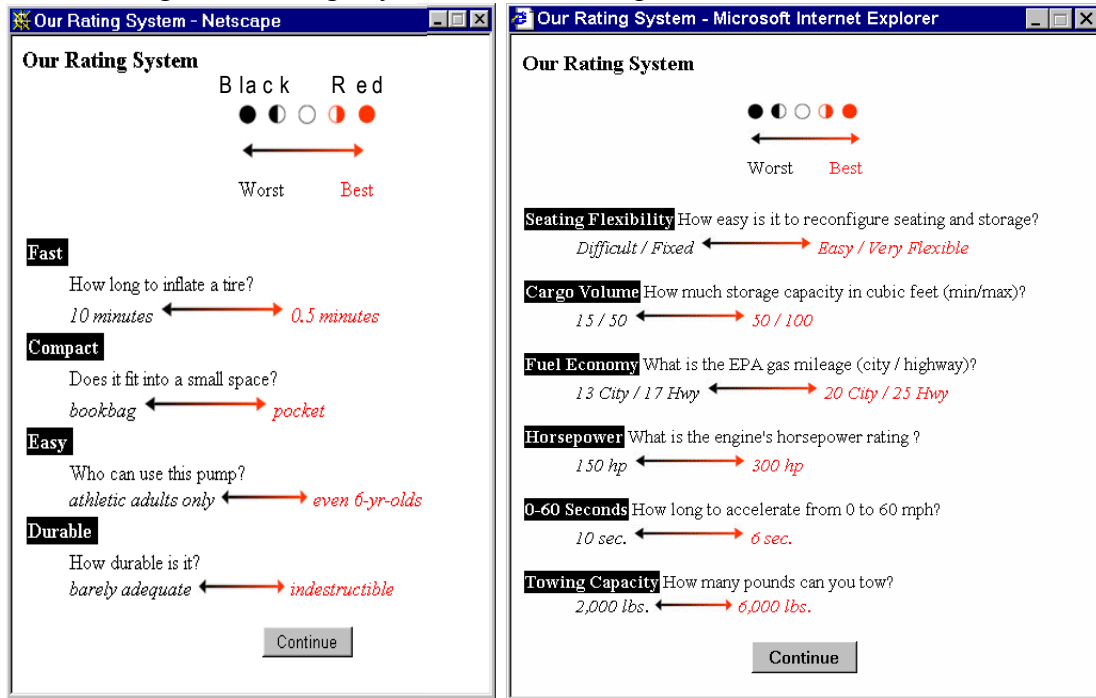 Our Rating System - Netscape
Our Rating System
Black Red
Worst Best
Fast
How long to inflate a tire?
10 minutes 0.5 minutes
Compact
Does it fit into a small space?
bookbag pocket
Easy
Who can use this pump?
athletic adults only even 6-yr-olds
Durable
How durable is it?
barely adequate indestructible
Continue
Our Rating System - Microsoft Internet Explorer
Our Rating System
Worst Best
Seating Flexibility How easy is it to reconfigure seating and storage?
Difficult / Fixed Easy / Very Flexible
Cargo Volume How much storage capacity in cubic feet (min/max)?
15 / 50 50 / 100
Fuel Economy What is the EPA gas mileage (city / highway)?
13 City / 17 Hwy 20 City / 25 Hwy
Horsepower What is the engine's horsepower rating ?
150 hp 300 hp
0-60 Seconds How long to accelerate from 0 to 60 mph?
10 sec. 6 sec.
Towing Capacity How many pounds can you tow?
2,000 lbs. 6,000 lbs.
Continue